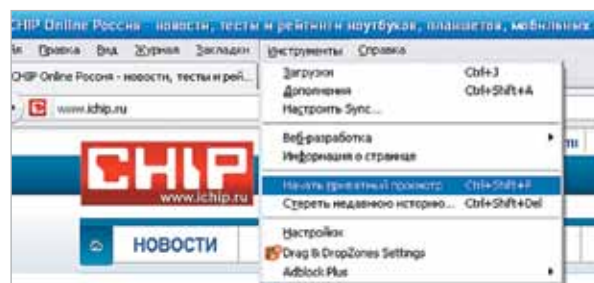 CHIP Online Россия - новости, тесты и рейтинги ноутбуков, планшетов, мобильных
Правка Вид Журнал Закладки Инструменты Справка
CHIP Online Россия - новости, тесты и рей...
www.ichip.ru
Загрузки Ctrl+J
Дополнения Ctrl+Shift+A
Настроить Sync...
Веб-разработка
Информация о странице
Начать приватный просмотр Ctrl+Shift+P
Стереть недавнюю историю... Ctrl+Shift+Del
Настройки
Drag & DropZones Settings
Adblock Plus
CHIP
www.ichip.ru
НОВОСТИ